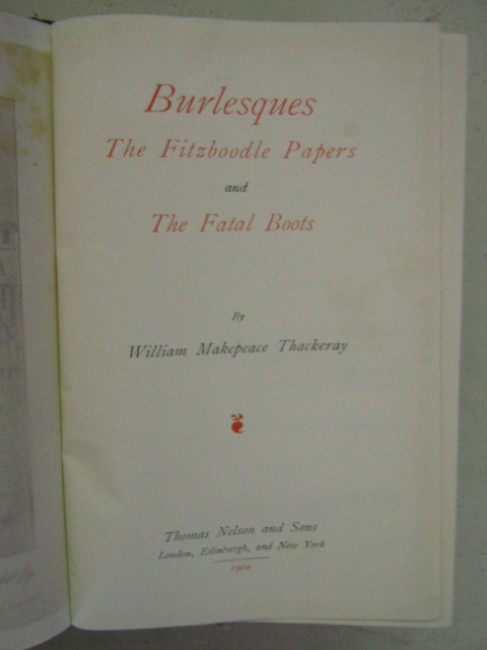 Burlesques
The Fitzboodle Papers
and
The Fatal Boots
By
William Makepeace Thackeray
Thomas Nelson and Sons
London, Edinburgh, and New York